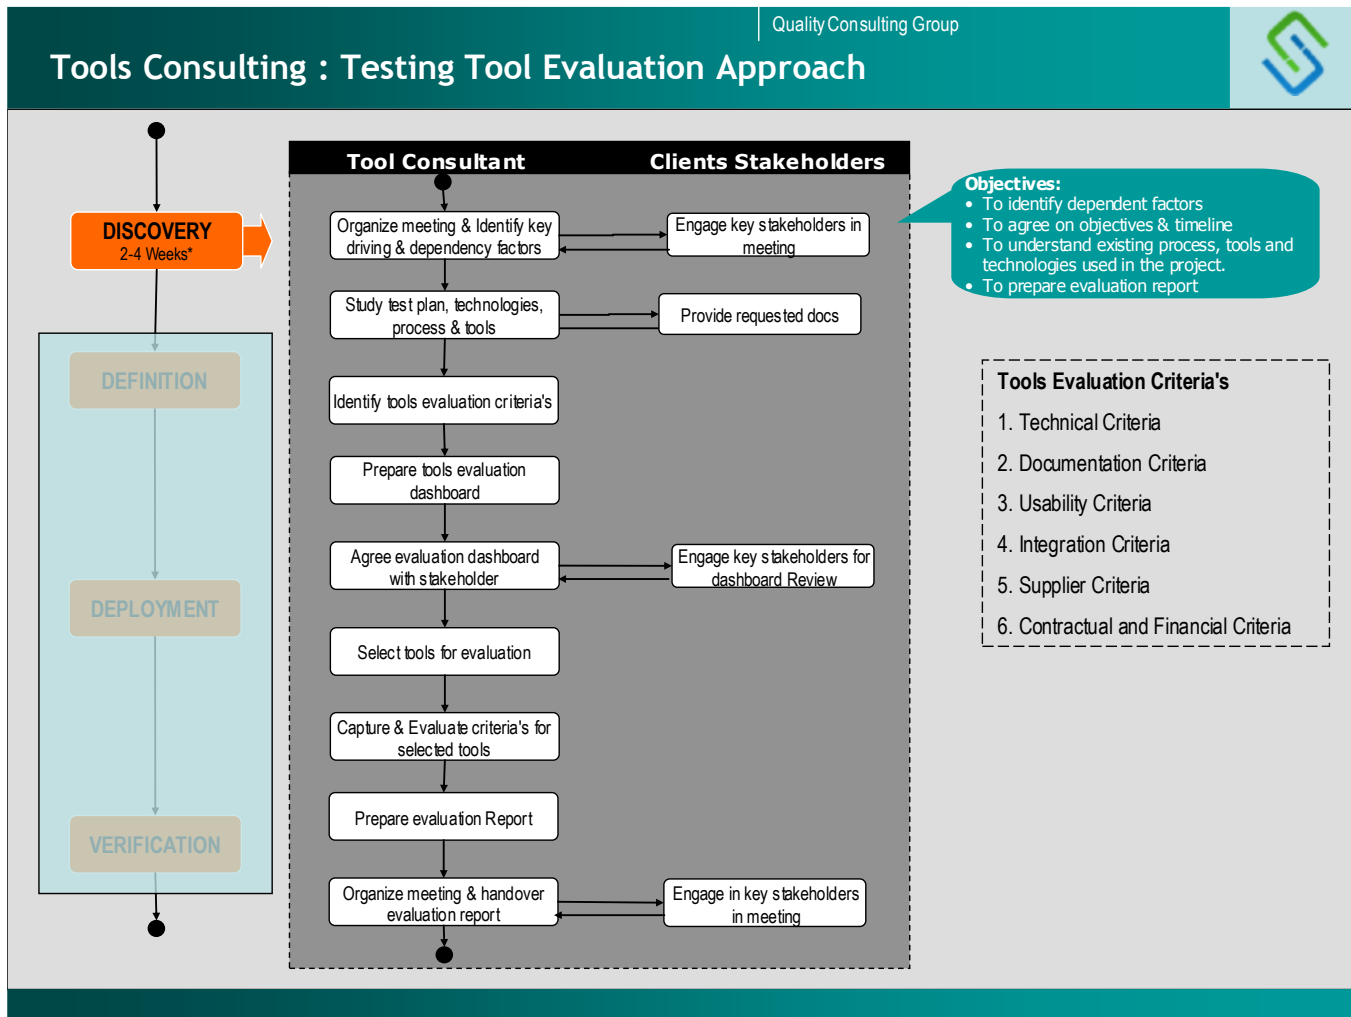 Quality Consulting Group
Tools Consulting : Testing Tool Evaluation Approach
DISCOVERY
2-4 Weeks*
DEFINITION
DEPLOYMENT
VERIFICATION
Tool Consultant
Clients Stakeholders
Organize meeting & Identify key
driving & dependency factors
Engage key stakeholders in
meeting
Study test plan, technologies,
process & tools
Provide requested docs
Identify tools evaluation criteria's
Prepare tools evaluation
dashboard
Agree evaluation dashboard
with stakeholder
Engage key stakeholders for
dashboard Review
Select tools for evaluation
Capture & Evaluate criteria's for
selected tools
Prepare evaluation Report
Organize meeting & handover
evaluation report
Engage in key stakeholders
in meeting
Objectives:
• To identify dependent factors
• To agree on objectives & timeline
• To understand existing process, tools and
technologies used in the project.
• To prepare evaluation report
Tools Evaluation Criteria's
1. Technical Criteria
2. Documentation Criteria
3. Usability Criteria
4. Integration Criteria
5. Supplier Criteria
6. Contractual and Financial Criteria